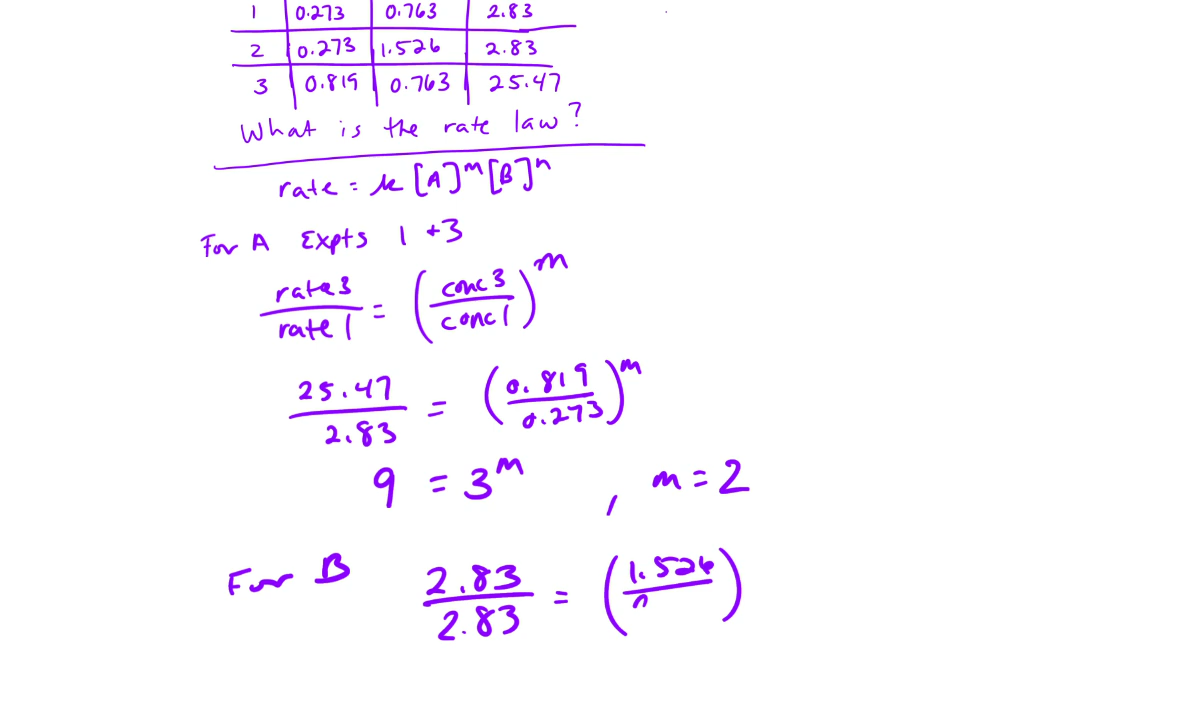 1 0.273 0.763 2.83
2 0.273 1.526 2.83
3 0.819 0.763 25.47
What is the rate law?
rate = k [A]^m [B]^n
For A Expts 1 + 3
rate 3 / rate 1 = (conc 3 / conc 1)^m
25.47 / 2.83 = (0.819 / 0.273)^m
9 = 3^m , m = 2
For B 2.83 / 2.83 = (1.526 / )